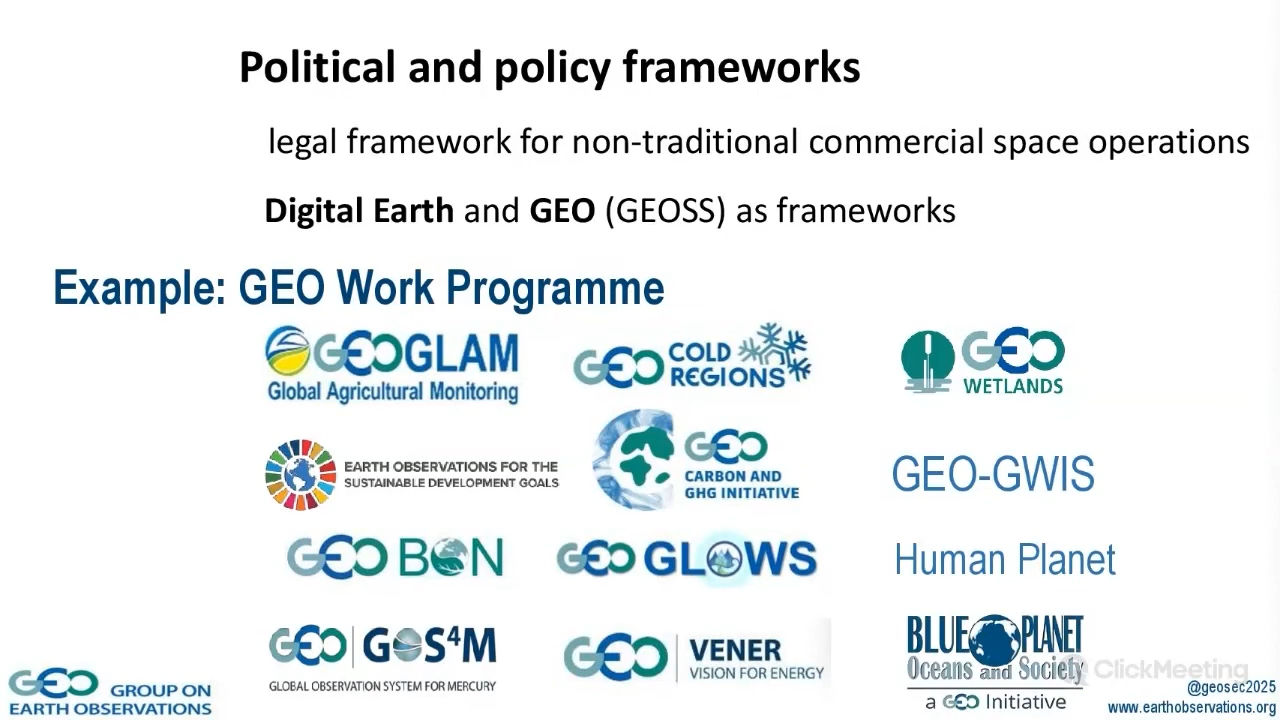 Political and policy frameworks
legal framework for non-traditional commercial space operations
Digital Earth and GEO (GEOSS) as frameworks
Example: GEO Work Programme
GEOGLAM
Global Agricultural Monitoring
GEO COLD REGIONS
GEO WETLANDS
EARTH OBSERVATIONS FOR THE
SUSTAINABLE DEVELOPMENT GOALS
GEO
CARBON AND
GHG INITIATIVE
GEO-GWIS
GEO BON
GEO GLOWS
Human Planet
GEO GOS4M
GLOBAL OBSERVATION SYSTEM FOR MERCURY
GEO VENER
VISION FOR ENERGY
BLUE PLANET
Oceans and Society
a GEO Initiative
ClickMeeting
GEO GROUP ON
EARTH OBSERVATIONS
@geosec2025
www.earthobservations.org